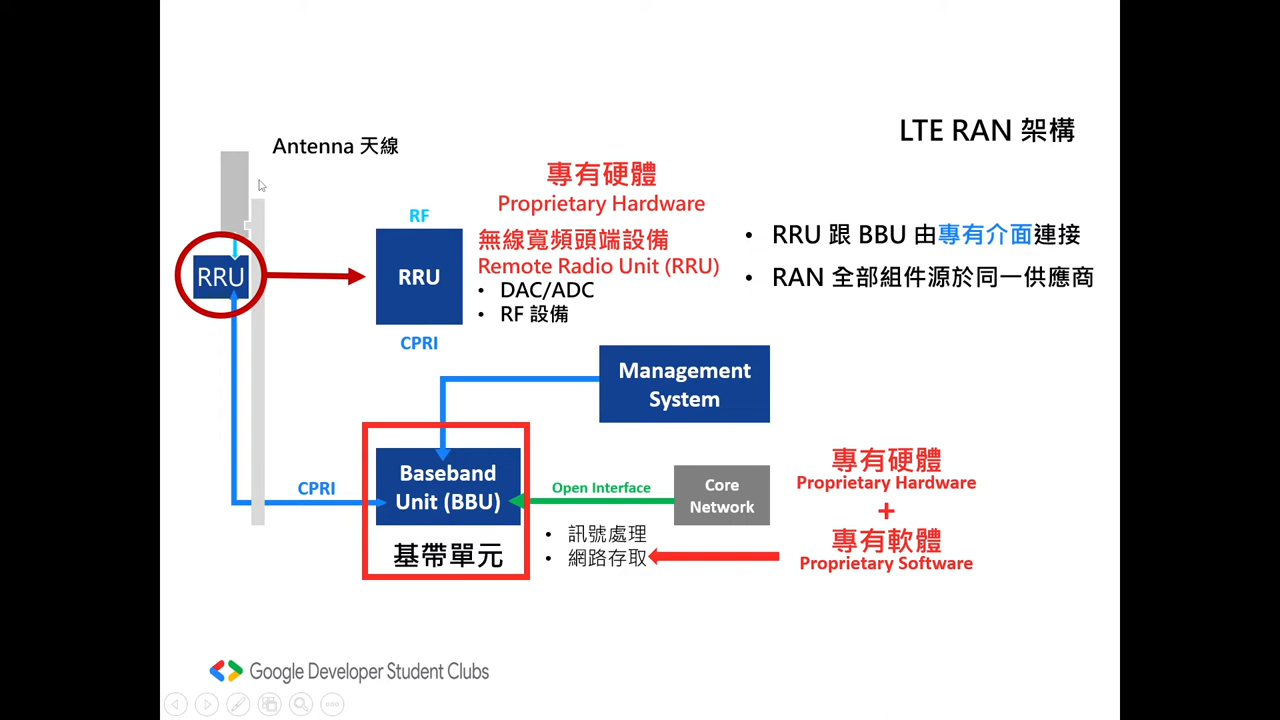 LTE RAN 架構
Antenna 天線
專有硬體
Proprietary Hardware
RF
無線寬頻頭端設備
Remote Radio Unit (RRU)
• DAC/ADC
• RF 設備
RRU
RRU
CPRI
• RRU 跟 BBU 由專有介面連接
• RAN 全部組件源於同一供應商
Management
System
Baseband
Unit (BBU)
基帶單元
CPRI
Open Interface
Core
Network
• 訊號處理
• 網路存取
專有硬體
Proprietary Hardware
+
專有軟體
Proprietary Software
Google Developer Student Clubs